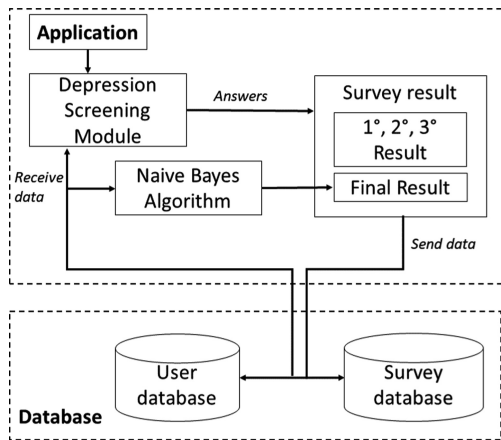 Application
Depression
Screening
Module
Answers
Survey result
1°, 2°, 3°
Result
Final Result
Receive
data
Naive Bayes
Algorithm
Send data
User
database
Survey
database
Database